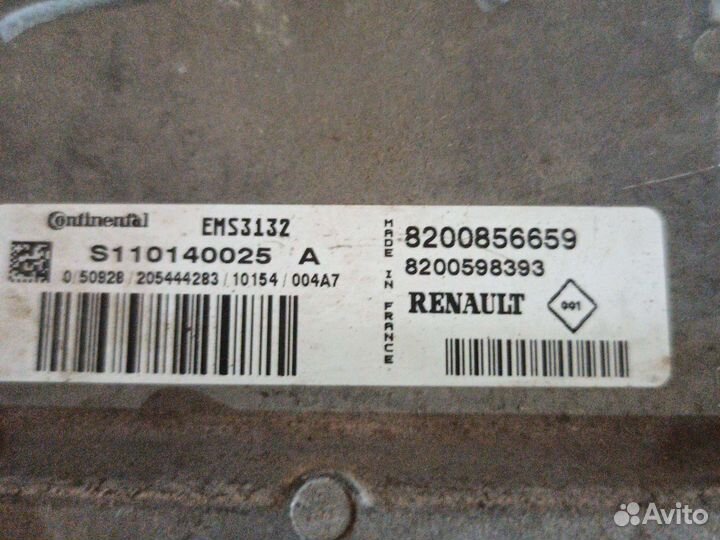 Continental EMS3132
S110140025 A
0/50928/205444283/10154/004A7
MADE IN FRANCE
8200856659
8200598393
RENAULT 001
Avito